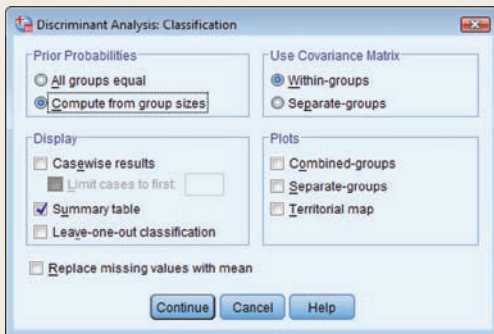 Discriminant Analysis: Classification
Prior Probabilities
All groups equal
Compute from group sizes
Use Covariance Matrix
Within-groups
Separate-groups
Display
Casewise results
Limit cases to first:
Summary table
Leave-one-out classification
Plots
Combined-groups
Separate-groups
Territorial map
Replace missing values with mean
Continue Cancel Help